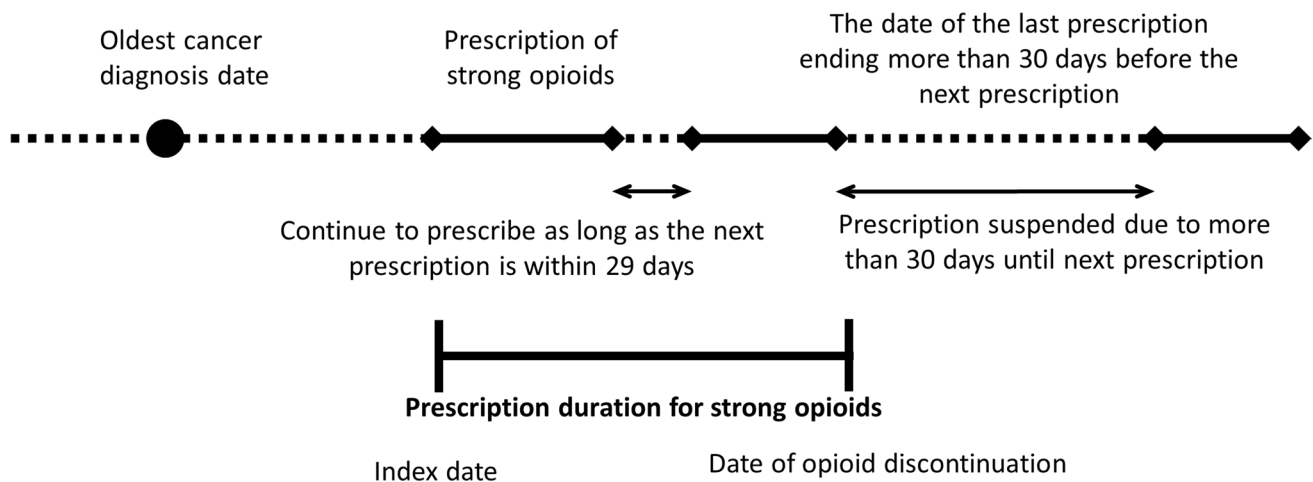 Oldest cancer
diagnosis date
Prescription of
strong opioids
The date of the last prescription
ending more than 30 days before the
next prescription
Continue to prescribe as long as the next
prescription is within 29 days
Prescription suspended due to more
than 30 days until next prescription
Prescription duration for strong opioids
Index date
Date of opioid discontinuation